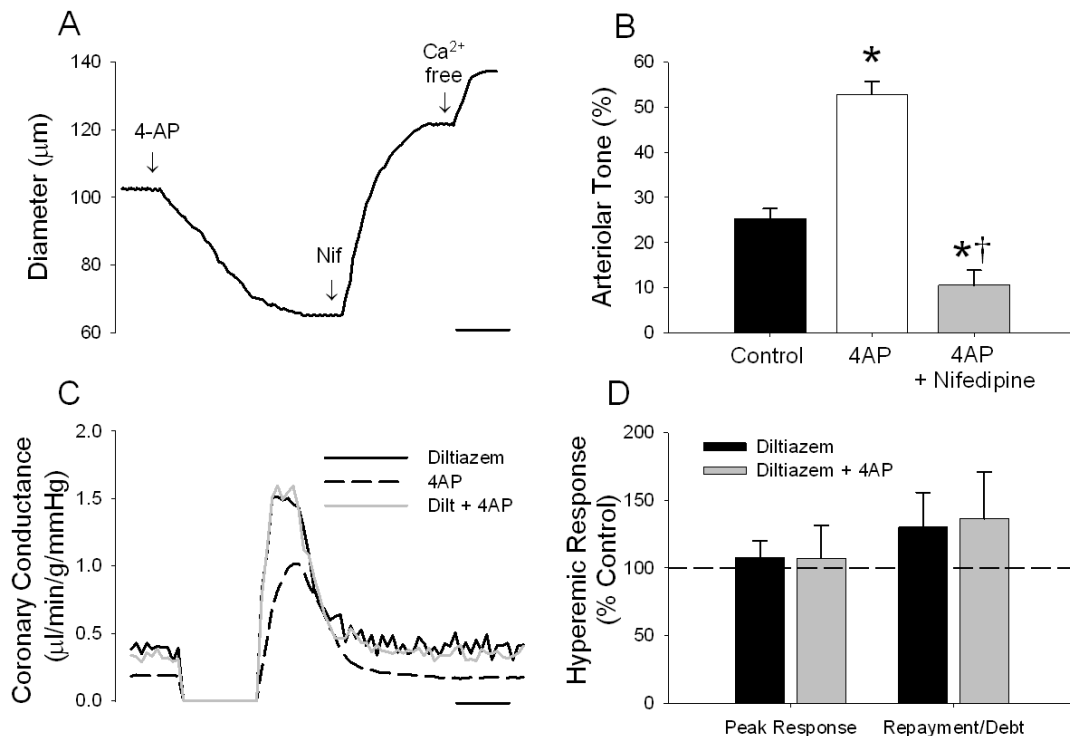 A
Diameter (μm)
140
120
100
80
60
4-AP
↓
Nif
↓
Ca²⁺
free
↓
B
Arteriolar Tone (%)
60
50
40
30
20
10
0
*
*†
Control
4AP
4AP
+ Nifedipine
C
Coronary Conductance
(μl/min/g/mmHg)
2.0
1.5
1.0
0.5
0.0
Diltiazem
4AP
Dilt + 4AP
D
Hyperemic Response
(% Control)
200
150
100
50
0
Diltiazem
Diltiazem + 4AP
Peak Response
Repayment/Debt